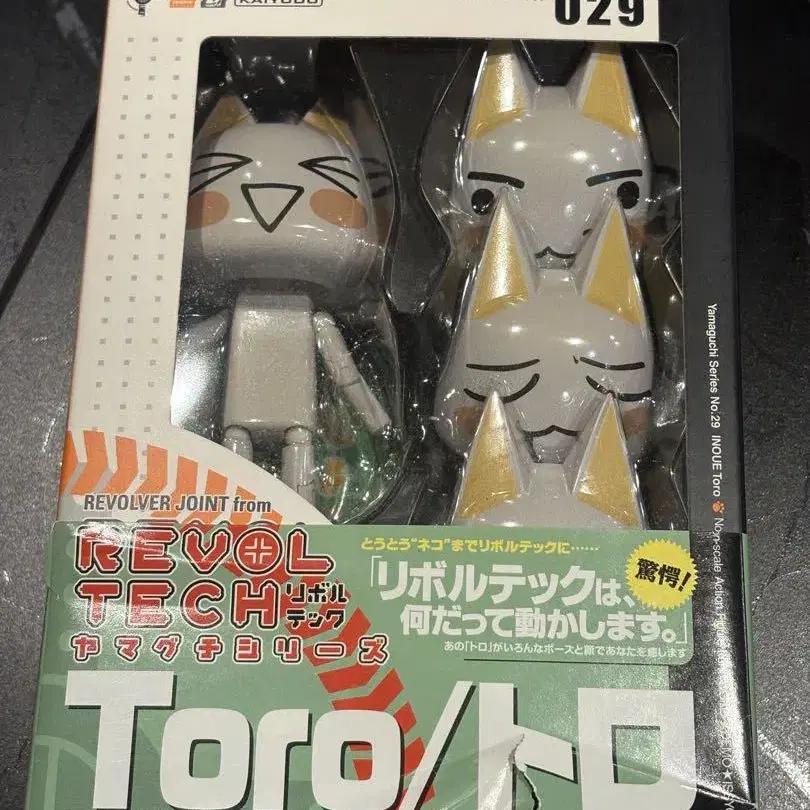 KAIYODO
029
REVOLVER JOINT from
REVOL
TECH リボルテック
ヤマグチシリーズ
とうとう"ネコ"までリボルテックに……
「リボルテックは、
何だって動かします。」
驚愕!
あの「トロ」がいろんなポーズと顔であなたを癒します
Toro/トロ
Yamaguchi Series No.29 INOUE Toro Non-scale Action